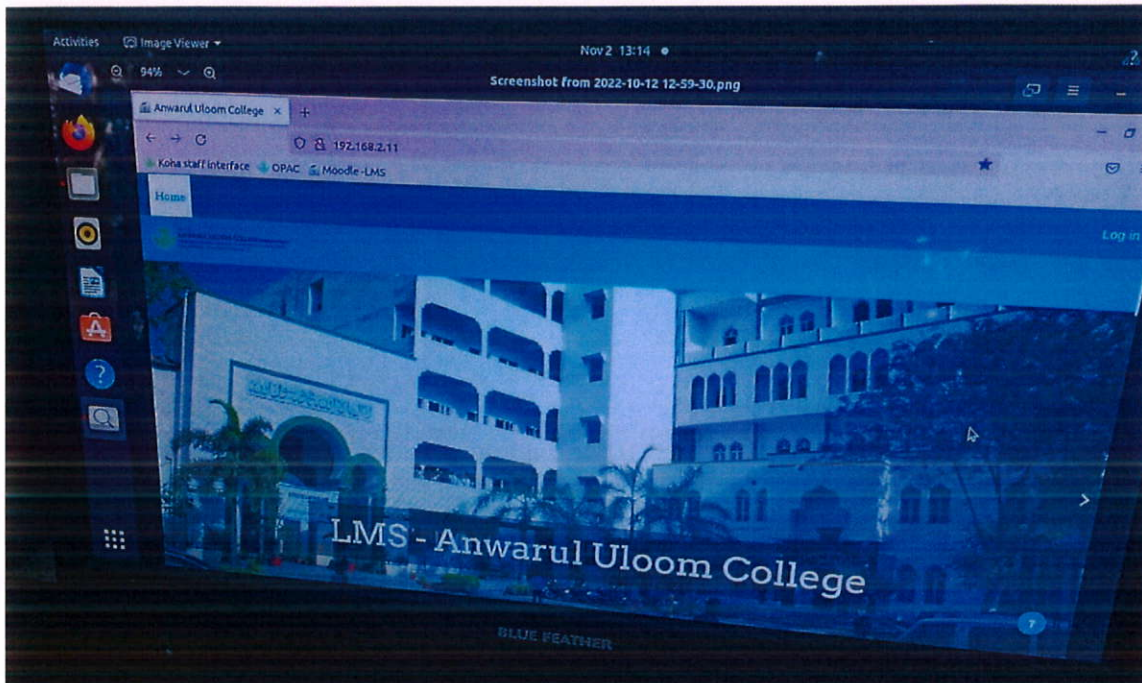 Activities Image Viewer Nov 2 13:14
94% Screenshot from 2022-10-12 12-59-30.png
Anwarul Uloom College × +
192.168.2.11
Koha staff interface OPAC Moodle-LMS
Home
Log in
LMS - Anwarul Uloom College
?
BLUE FEATHER